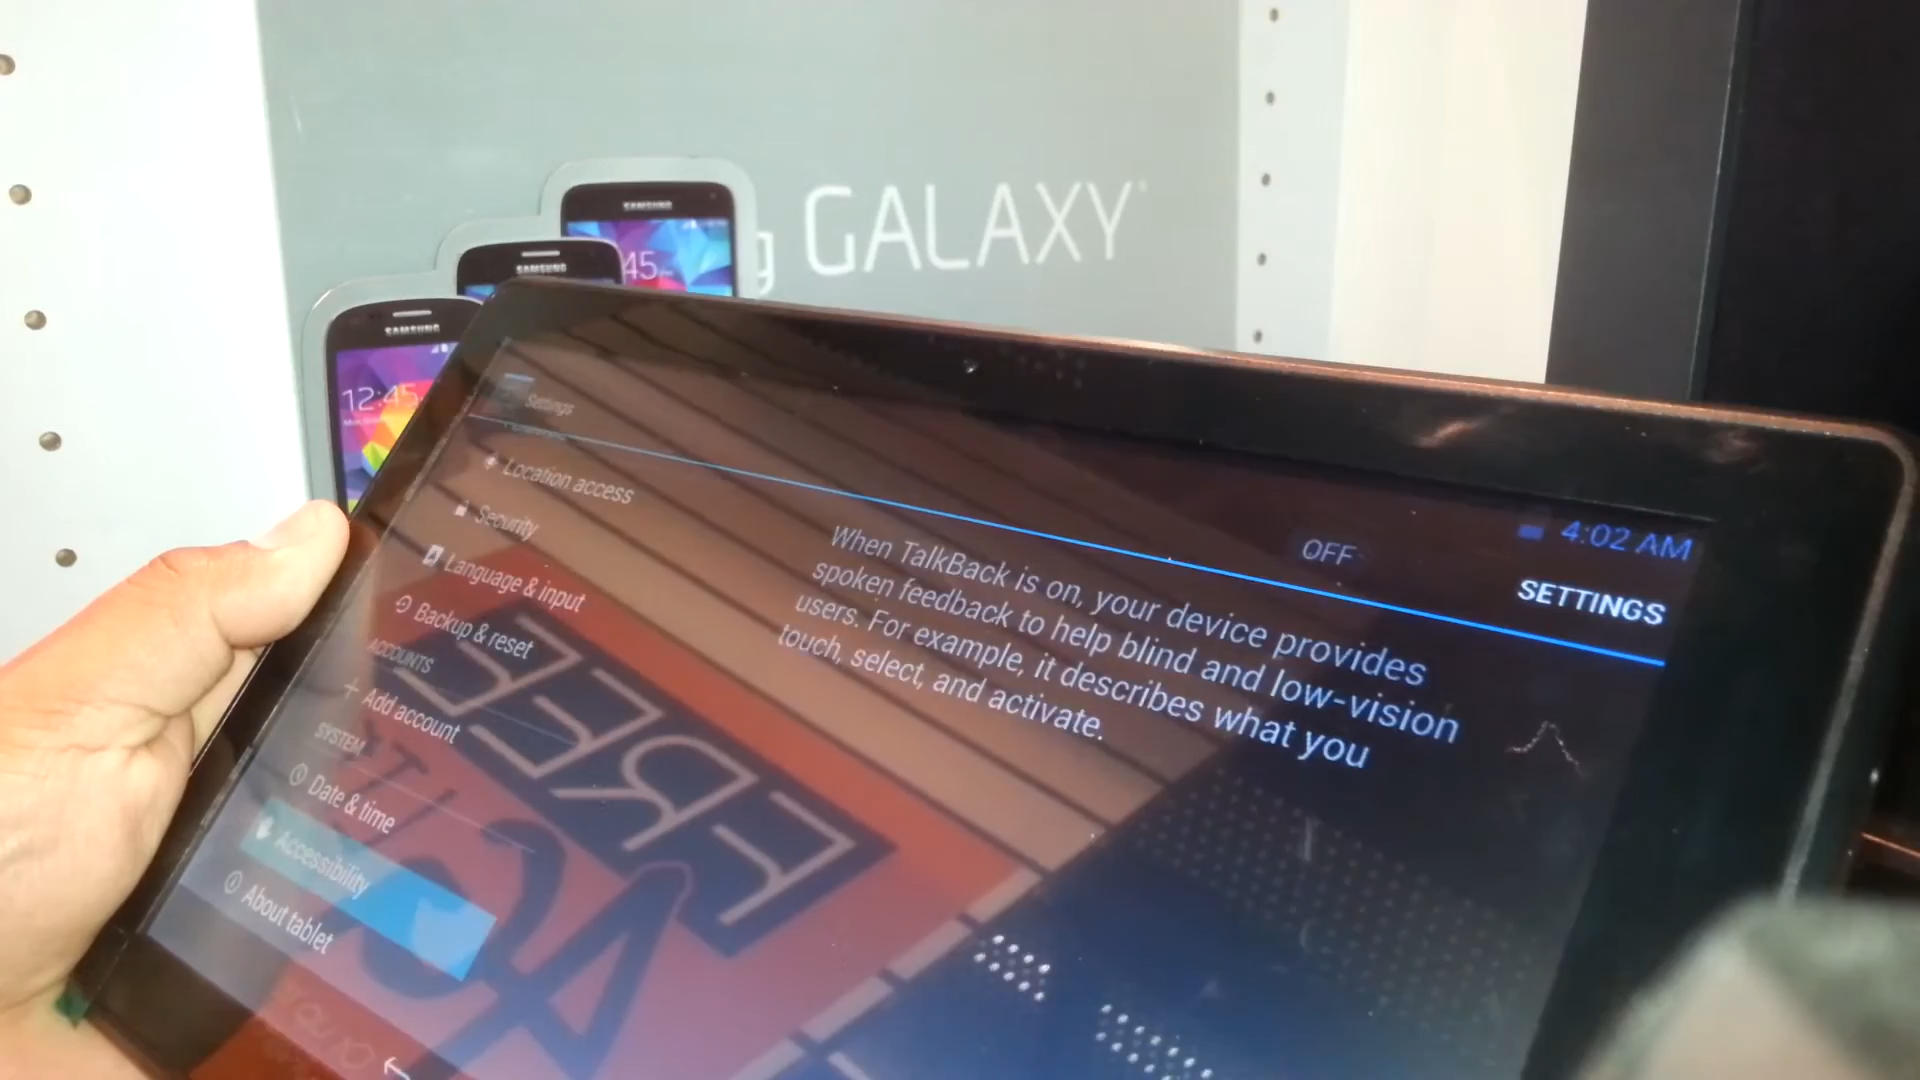 GALAXY
SAMSUNG
45
SAMSUNG
SAMSUNG
12:45
Settings
Location access
Security
Language & input
Backup & reset
ACCOUNTS
+ Add account
SYSTEM
Date & time
Accessibility
About tablet
OFF
4:02 AM
SETTINGS
When TalkBack is on, your device provides
spoken feedback to help blind and low-vision
users. For example, it describes what you
touch, select, and activate.
FREE